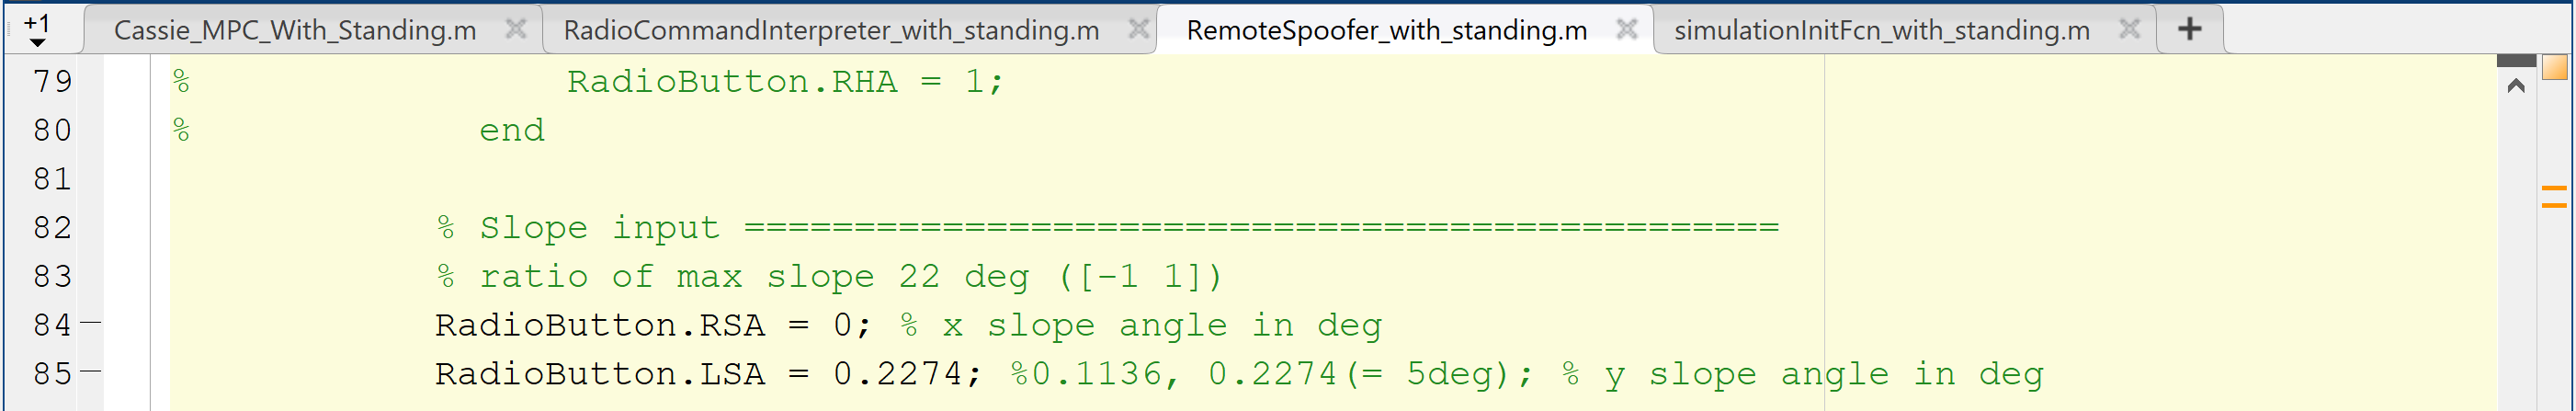 +1 Cassie_MPC_With_Standing.m RadioCommandInterpreter_with_standing.m RemoteSpoofer_with_standing.m simulationInitFcn_with_standing.m +
79 % RadioButton.RHA = 1;
80 % end
81
82 % Slope input ===============================================
83 % ratio of max slope 22 deg ([-1 1])
84 RadioButton.RSA = 0; % x slope angle in deg
85 RadioButton.LSA = 0.2274; %0.1136, 0.2274(= 5deg); % y slope angle in deg